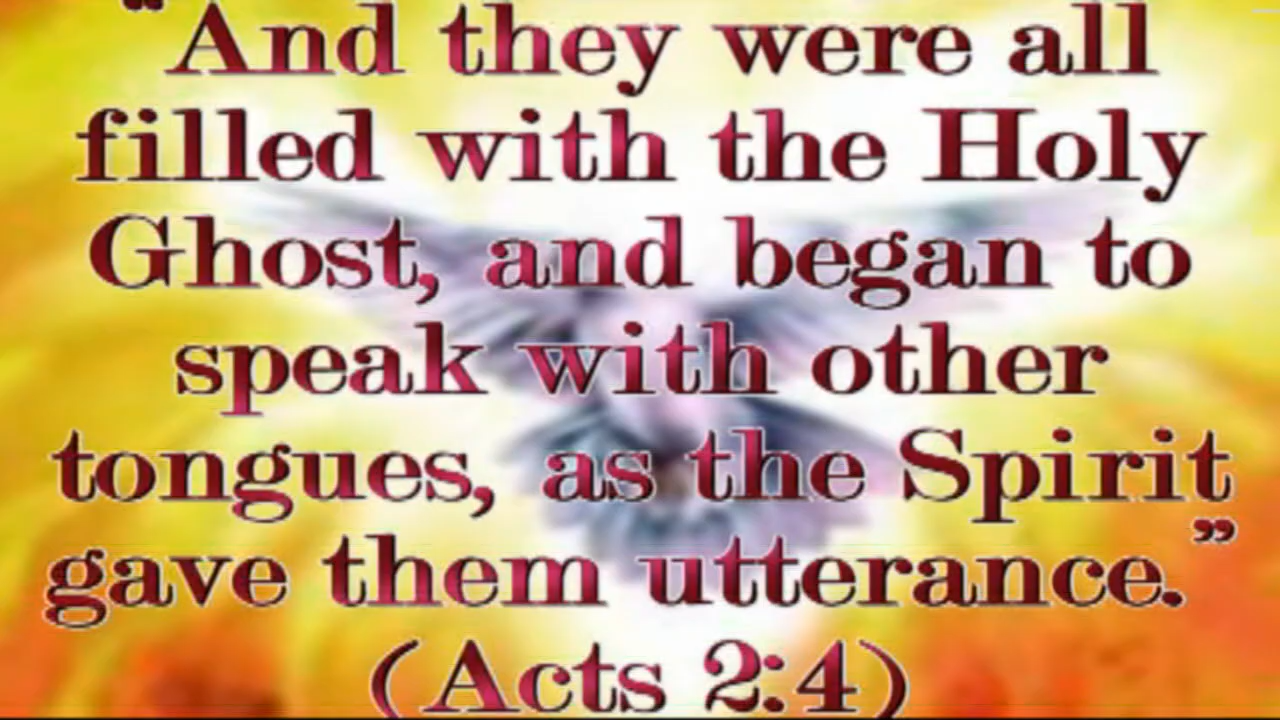 “And they were all
filled with the Holy
Ghost, and began to
speak with other
tongues, as the Spirit
gave them utterance.”
(Acts 2:4)